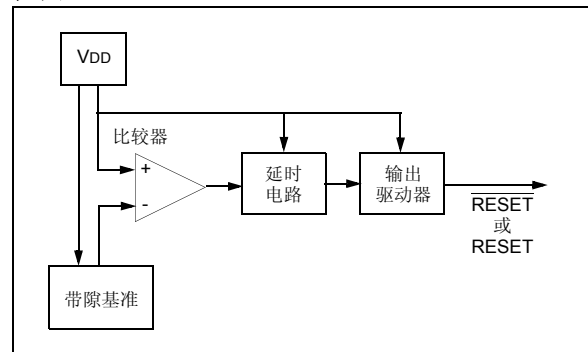 VDD
比较器
+
-
延时
电路
输出
驱动器
RESET
或
RESET
带隙基准